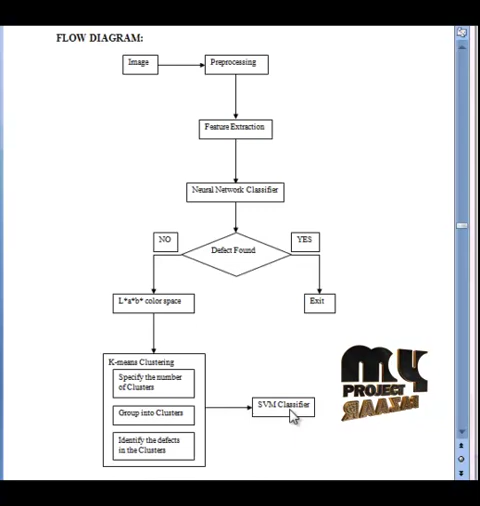 FLOW DIAGRAM:
Image
Preprocessing
Feature Extraction
Neural Network Classifier
NO
YES
Defect Found
L*a*b* color space
Exit
K-means Clustering
Specify the number
of Clusters
Group into Clusters
Identify the defects
in the Clusters
SVM Classifier
MY
PROJECT
BAZAAR